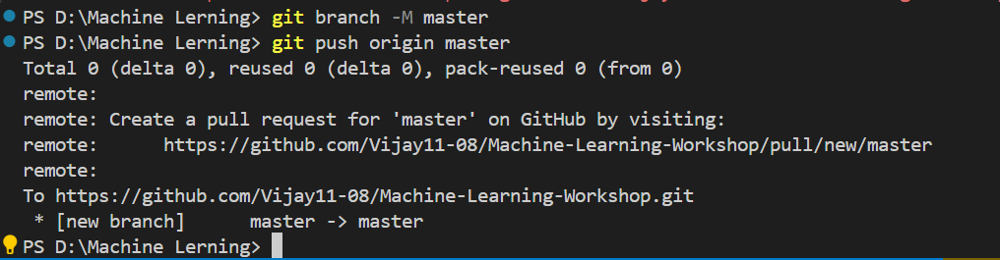 PS D:\Machine Lerning> git branch -M master
PS D:\Machine Lerning> git push origin master
Total 0 (delta 0), reused 0 (delta 0), pack-reused 0 (from 0)
remote:
remote: Create a pull request for 'master' on GitHub by visiting:
remote:      https://github.com/Vijay11-08/Machine-Learning-Workshop/pull/new/master
remote:
To https://github.com/Vijay11-08/Machine-Learning-Workshop.git
 * [new branch]      master -> master
PS D:\Machine Lerning>